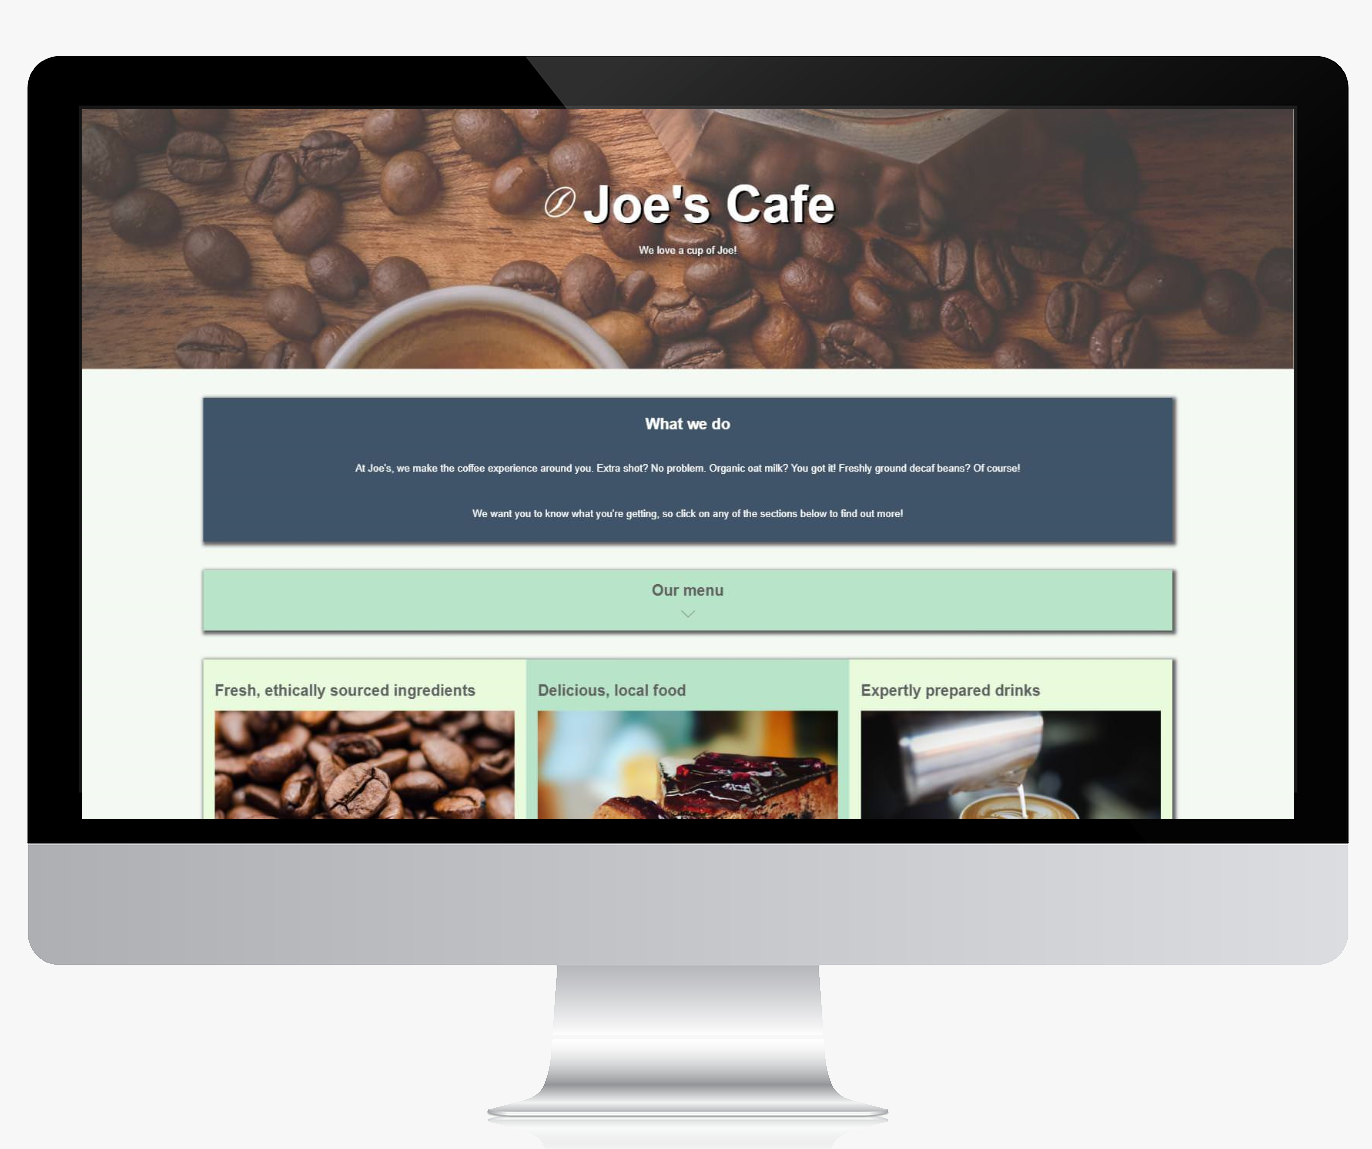 Joe's Cafe
We love a cup of Joe!
What we do
At Joe's, we make the coffee experience around you. Extra shot? No problem. Organic oat milk? You got it! Freshly ground decaf beans? Of course!
We want you to know what you're getting, so click on any of the sections below to find out more!
Our menu
Fresh, ethically sourced ingredients
Delicious, local food
Expertly prepared drinks